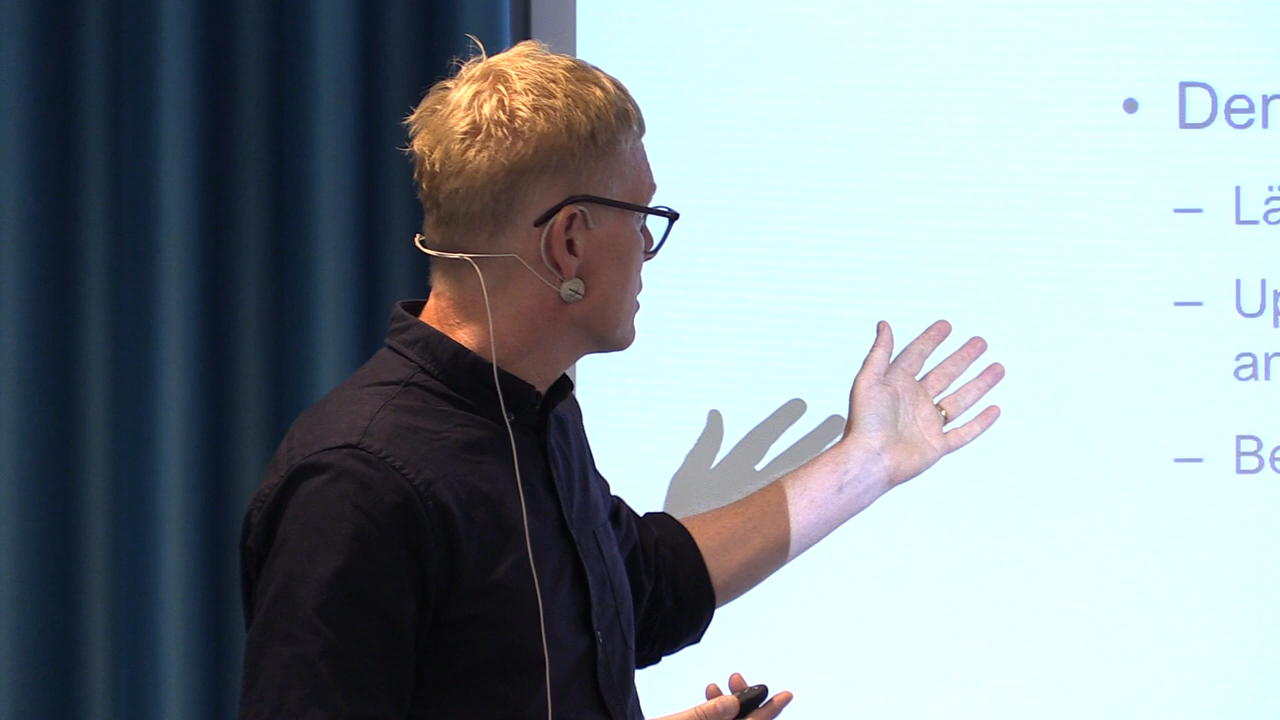 • Der
– Lä
– Up
an
– Be